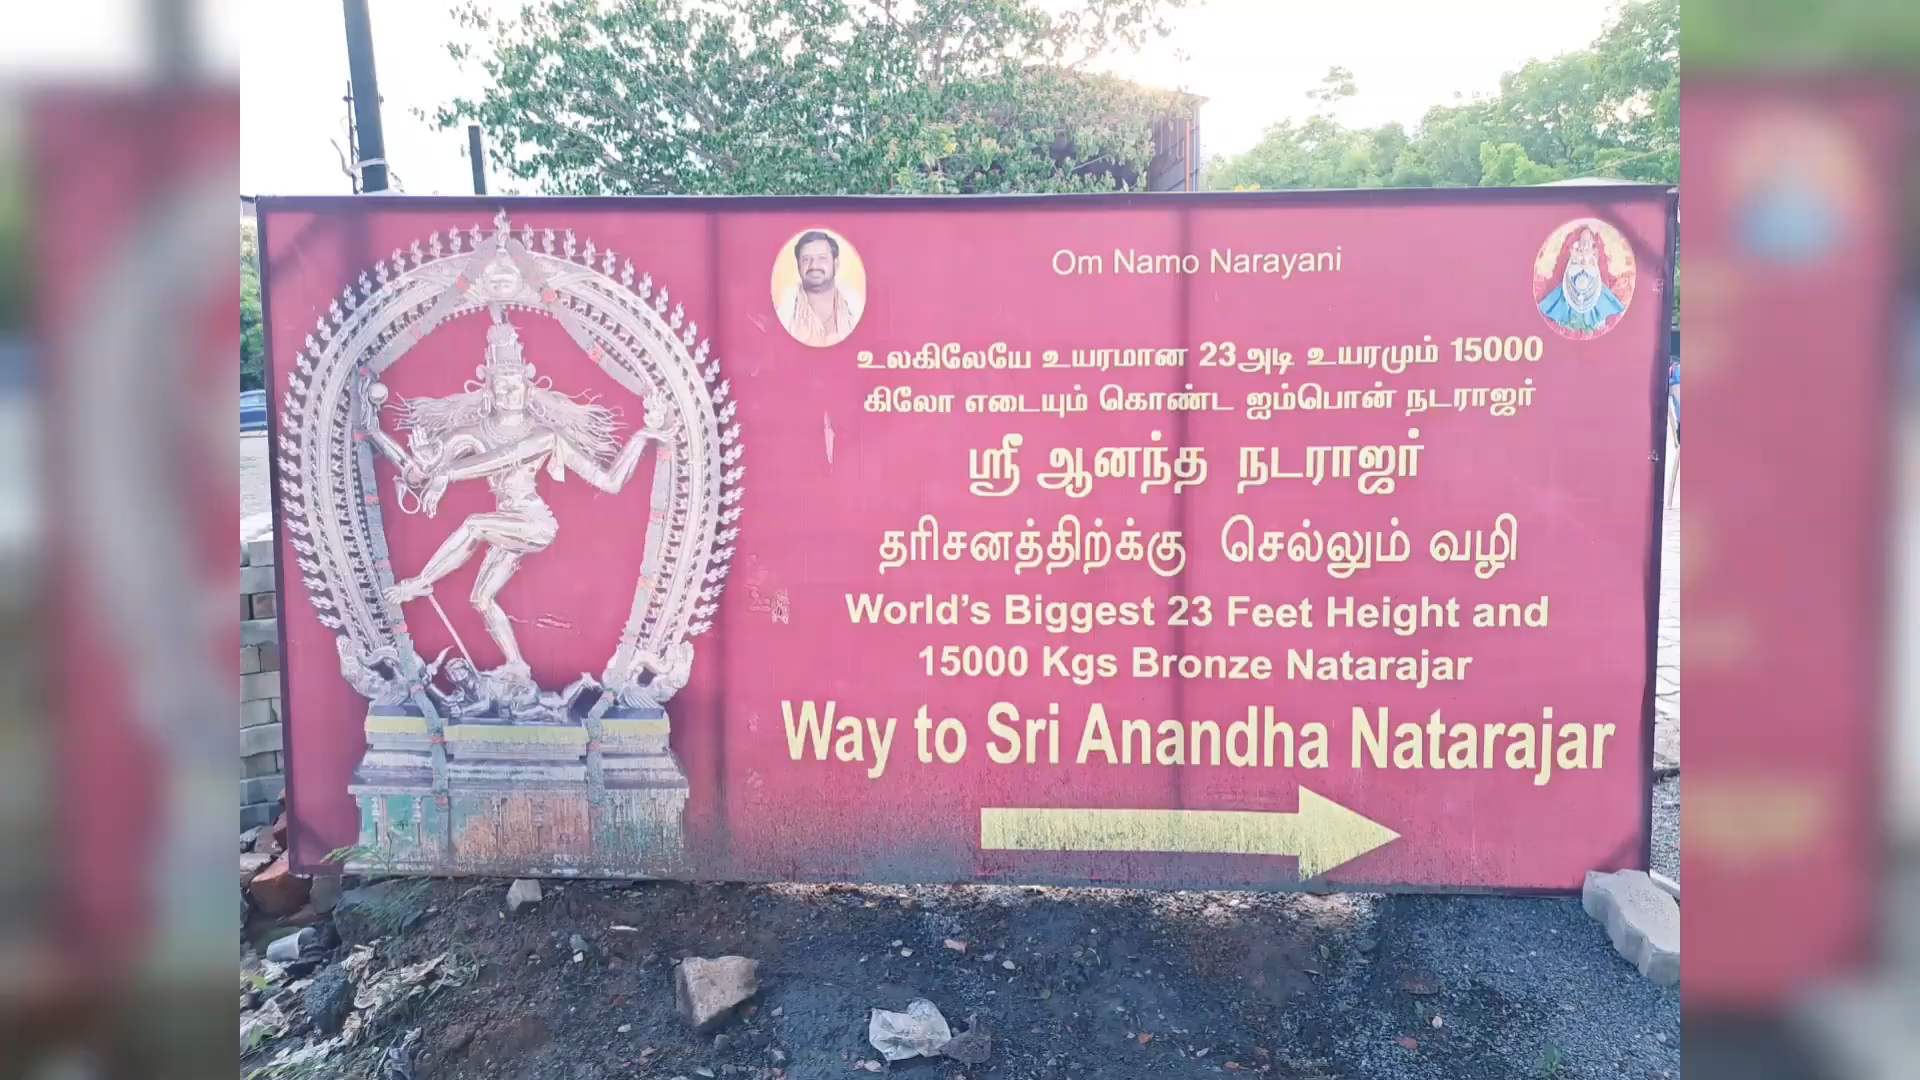 Om Namo Narayani
உலகிலேயே உயரமான 23அடி உயரமும் 15000
கிலோ எடையும் கொண்ட ஐம்பொன் நடராஜர்
ஸ்ரீ ஆனந்த நடராஜர்
தரிசனத்திற்க்கு செல்லும் வழி
World's Biggest 23 Feet Height and
15000 Kgs Bronze Natarajar
Way to Sri Anandha Natarajar